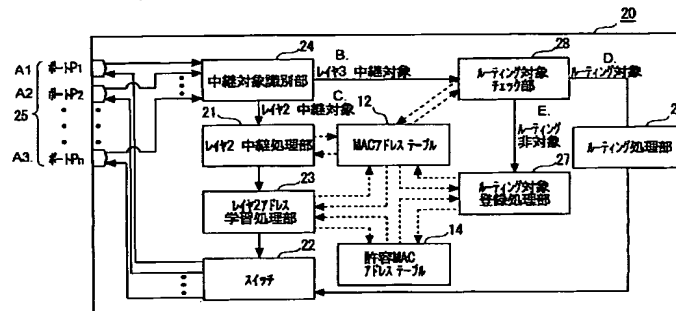 20
24
B.
28
D.
A1
ポートP1
中継対象識別部
レイヤ3 中継対象
ルーティング対象
チェック部
ルーティング対象
A2
ポートP2
レイヤ2 中継対象
C.
12
25
21
E.
レイヤ2 中継処理部
MACアドレス テーブル
ルーティング
非対象
A3.
ポートPn
23
27
ルーティング処理部
レイヤ2アドレス
学習処理部
ルーティング対象
登録処理部
22
14
スイッチ
許容MAC
アドレス テーブル